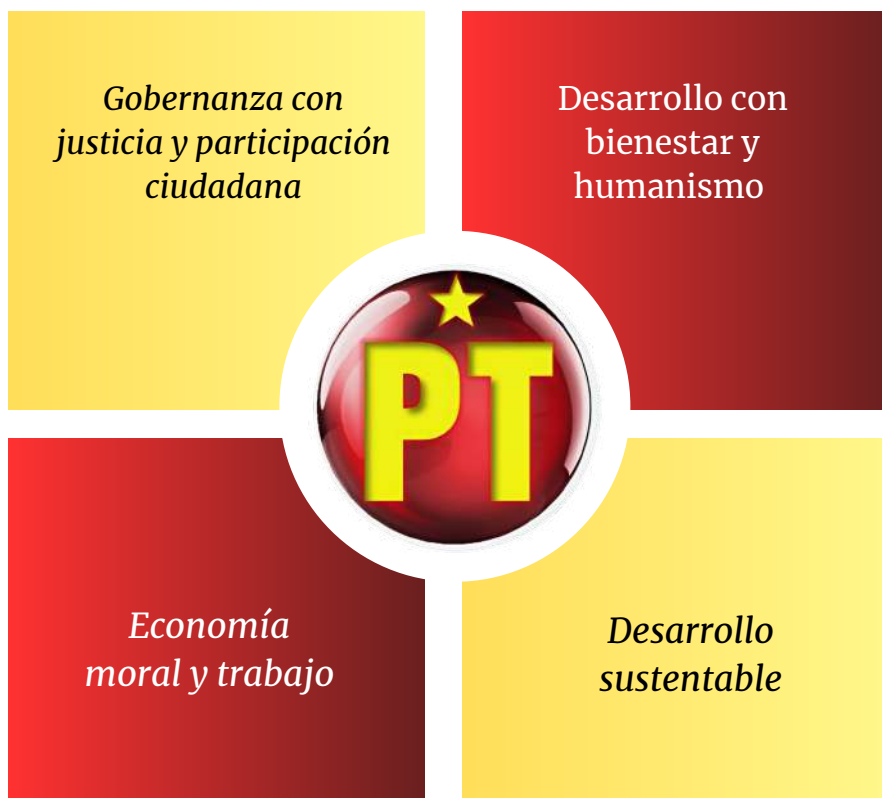 Gobernanza con
justicia y participación
ciudadana
Desarrollo con
bienestar y
humanismo
PT
Economía
moral y trabajo
Desarrollo
sustentable